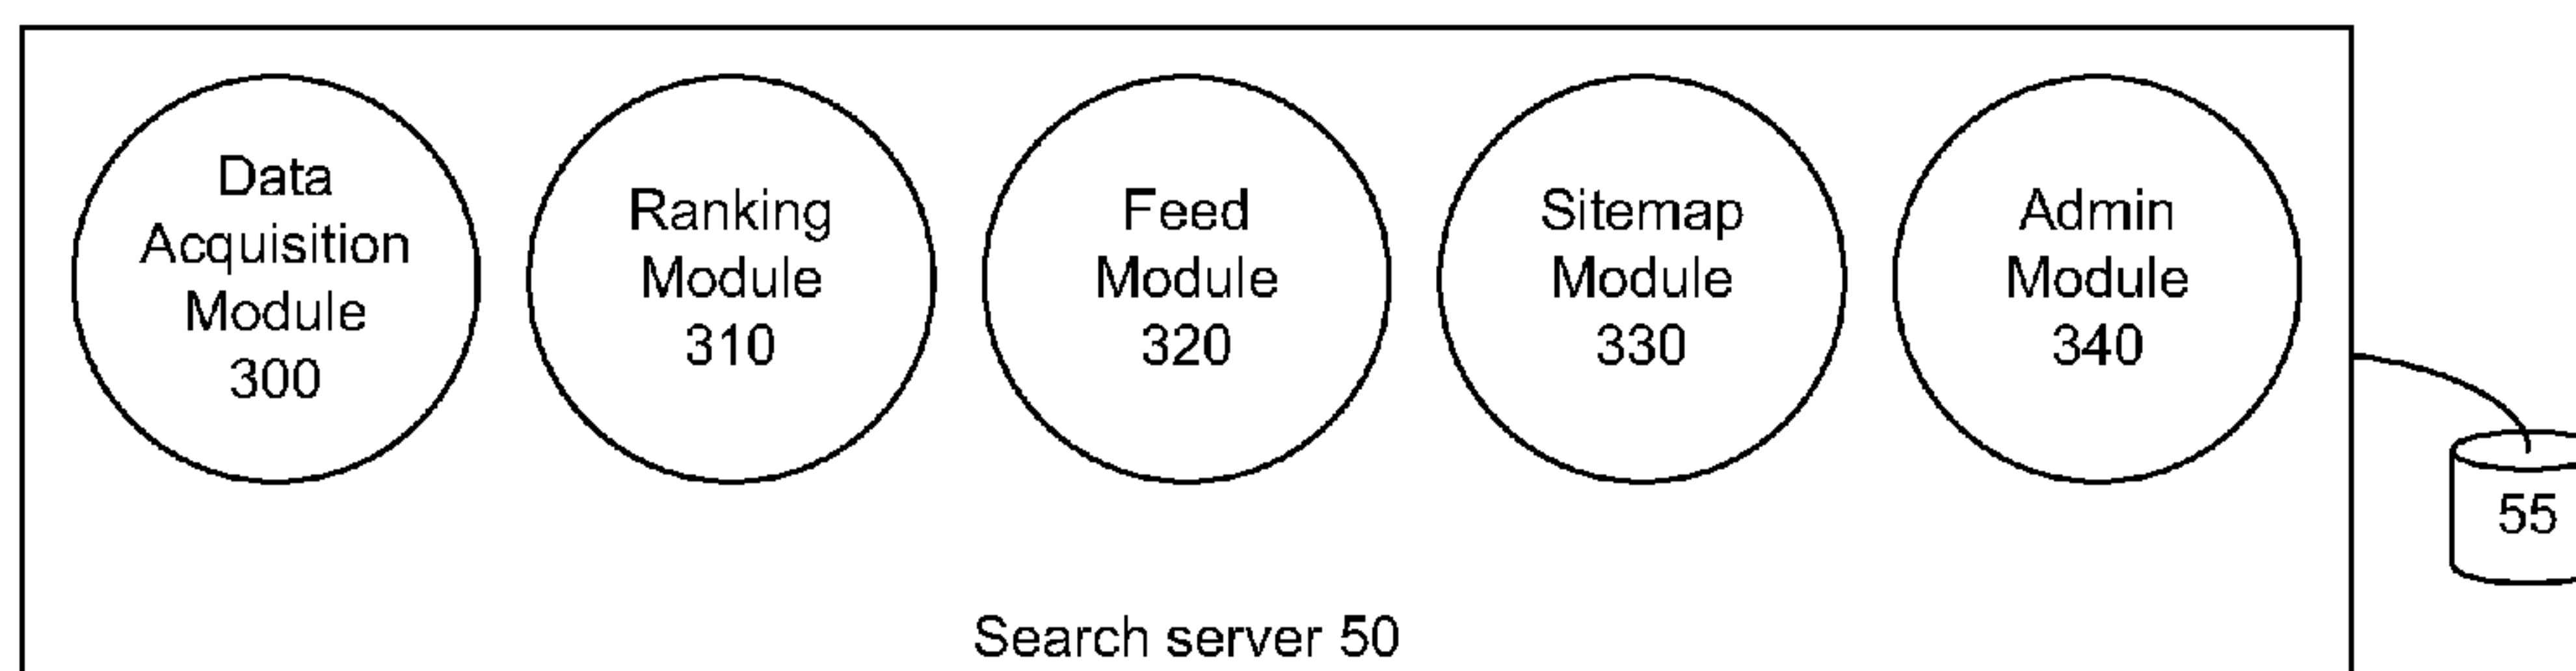 Data
Acquisition
Module
300
Ranking
Module
310
Feed
Module
320
Sitemap
Module
330
Admin
Module
340
55
Search server 50